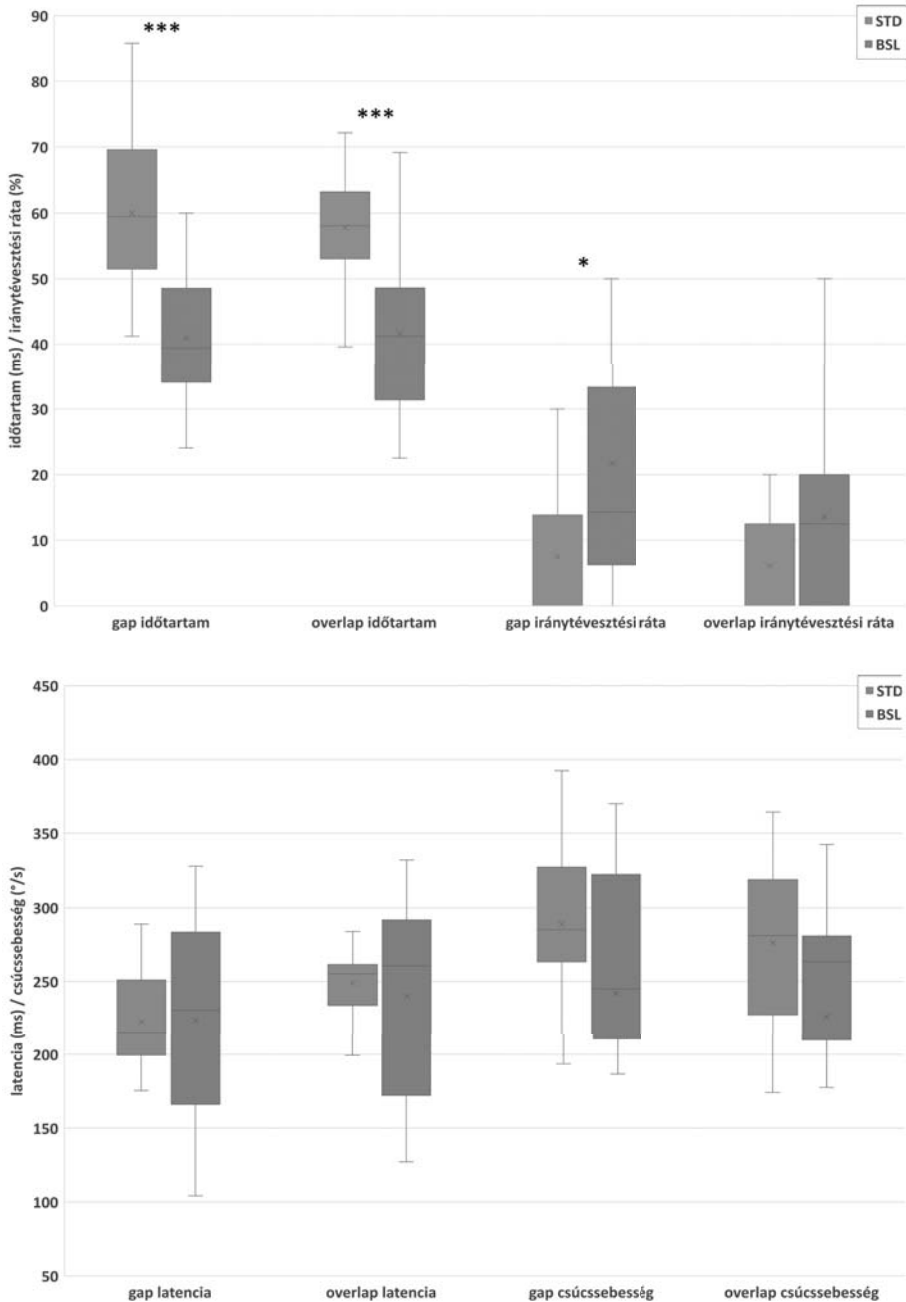 90
80
70
60
50
40
30
20
10
0
időtartam (ms) / iránytévesztési ráta (%)
***
***
*
STD
BSL
gap időtartam
overlap időtartam
gap iránytévesztési ráta
overlap iránytévesztési ráta
450
400
350
300
250
200
150
100
50
latencia (ms) / csúcssebesség (°/s)
STD
BSL
gap latencia
overlap latencia
gap csúcssebesség
overlap csúcssebesség